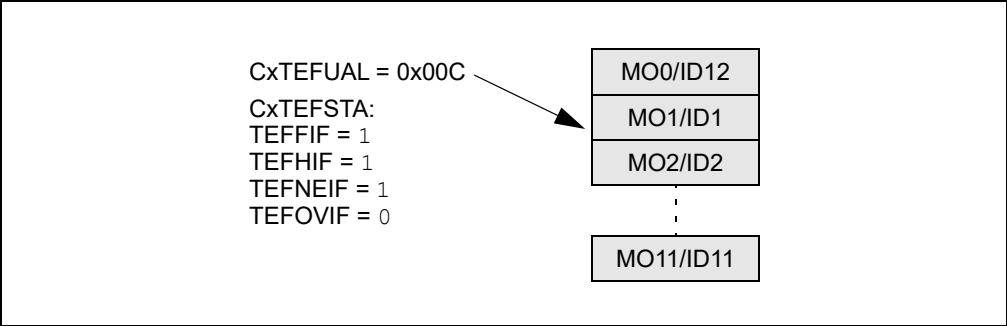 CxTEFUAL = 0x00C
CxTEFSTA:
TEFFIF = 1
TEFHIF = 1
TEFNEIF = 1
TEFOVIF = 0
MO0/ID12
MO1/ID1
MO2/ID2
MO11/ID11